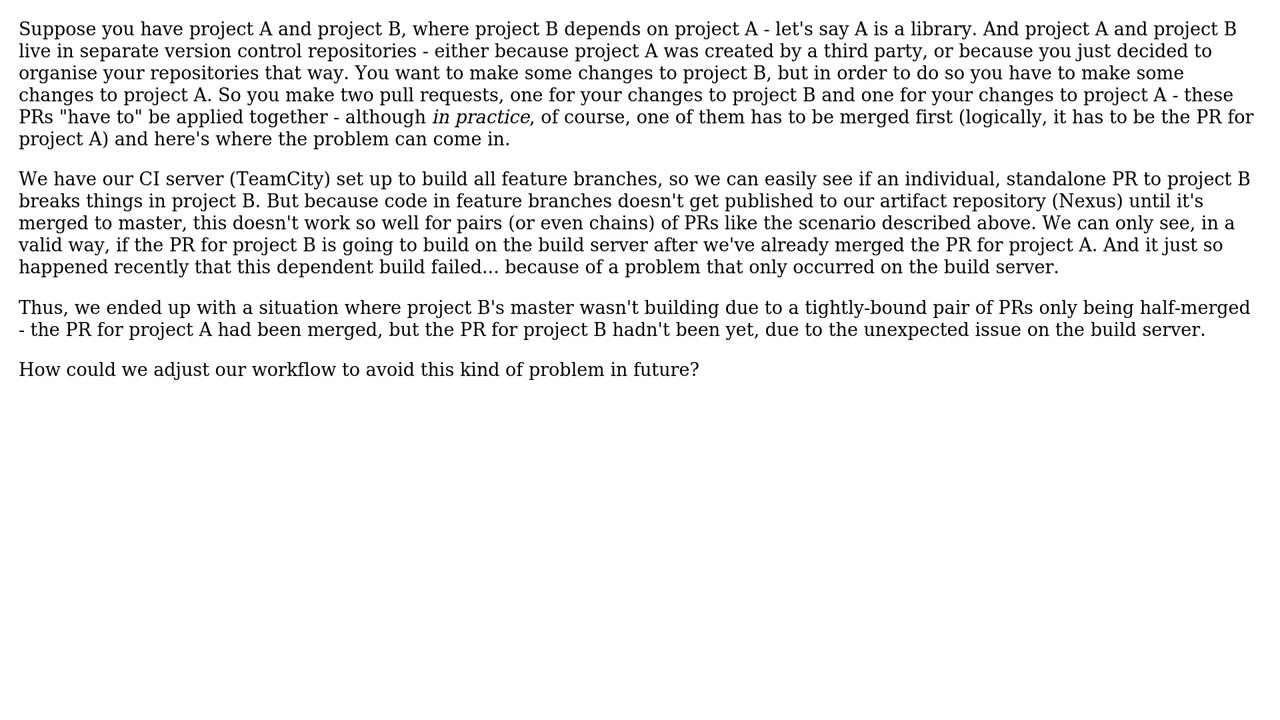 Suppose you have project A and project B, where project B depends on project A - let's say A is a library. And project A and project B
live in separate version control repositories - either because project A was created by a third party, or because you just decided to
organise your repositories that way. You want to make some changes to project B, but in order to do so you have to make some
changes to project A. So you make two pull requests, one for your changes to project B and one for your changes to project A - these
PRs "have to" be applied together - although in practice, of course, one of them has to be merged first (logically, it has to be the PR for
project A) and here's where the problem can come in.
We have our CI server (TeamCity) set up to build all feature branches, so we can easily see if an individual, standalone PR to project B
breaks things in project B. But because code in feature branches doesn't get published to our artifact repository (Nexus) until it's
merged to master, this doesn't work so well for pairs (or even chains) of PRs like the scenario described above. We can only see, in a
valid way, if the PR for project B is going to build on the build server after we've already merged the PR for project A. And it just so
happened recently that this dependent build failed... because of a problem that only occurred on the build server.
Thus, we ended up with a situation where project B's master wasn't building due to a tightly-bound pair of PRs only being half-merged
- the PR for project A had been merged, but the PR for project B hadn't been yet, due to the unexpected issue on the build server.
How could we adjust our workflow to avoid this kind of problem in future?